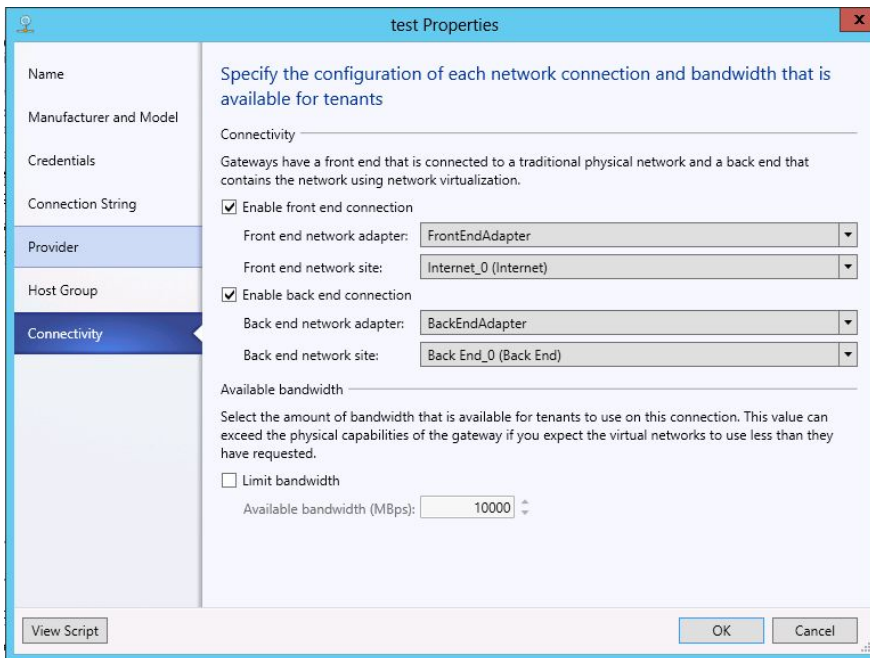 test Properties
x
Name
Manufacturer and Model
Credentials
Connection String
Provider
Host Group
Connectivity
Specify the configuration of each network connection and bandwidth that is
available for tenants
Connectivity
Gateways have a front end that is connected to a traditional physical network and a back end that
contains the network using network virtualization.
Enable front end connection
Front end network adapter: FrontEndAdapter
Front end network site: Internet_0 (Internet)
Enable back end connection
Back end network adapter: BackEndAdapter
Back end network site: Back End_0 (Back End)
Available bandwidth
Select the amount of bandwidth that is available for tenants to use on this connection. This value can
exceed the physical capabilities of the gateway if you expect the virtual networks to use less than they
have requested.
Limit bandwidth
Available bandwidth (MBps): 10000
View Script
OK
Cancel